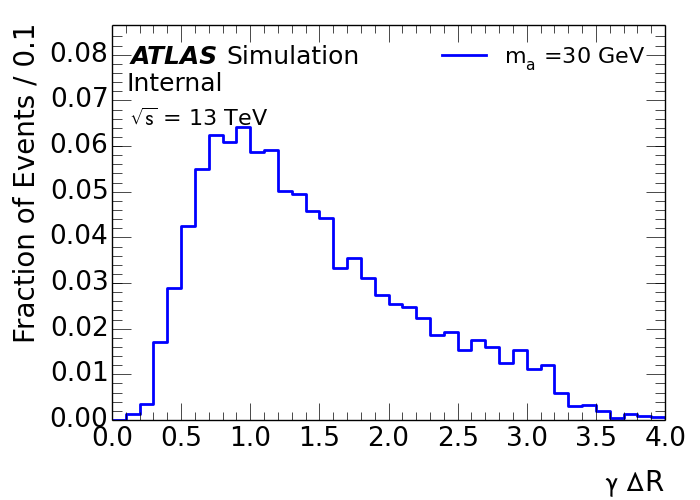 ATLAS Simulation
Internal
√s = 13 TeV
m_a =30 GeV
Fraction of Events / 0.1
0.08
0.07
0.06
0.05
0.04
0.03
0.02
0.01
0.00
0.0 0.5 1.0 1.5 2.0 2.5 3.0 3.5 4.0
γ ΔR